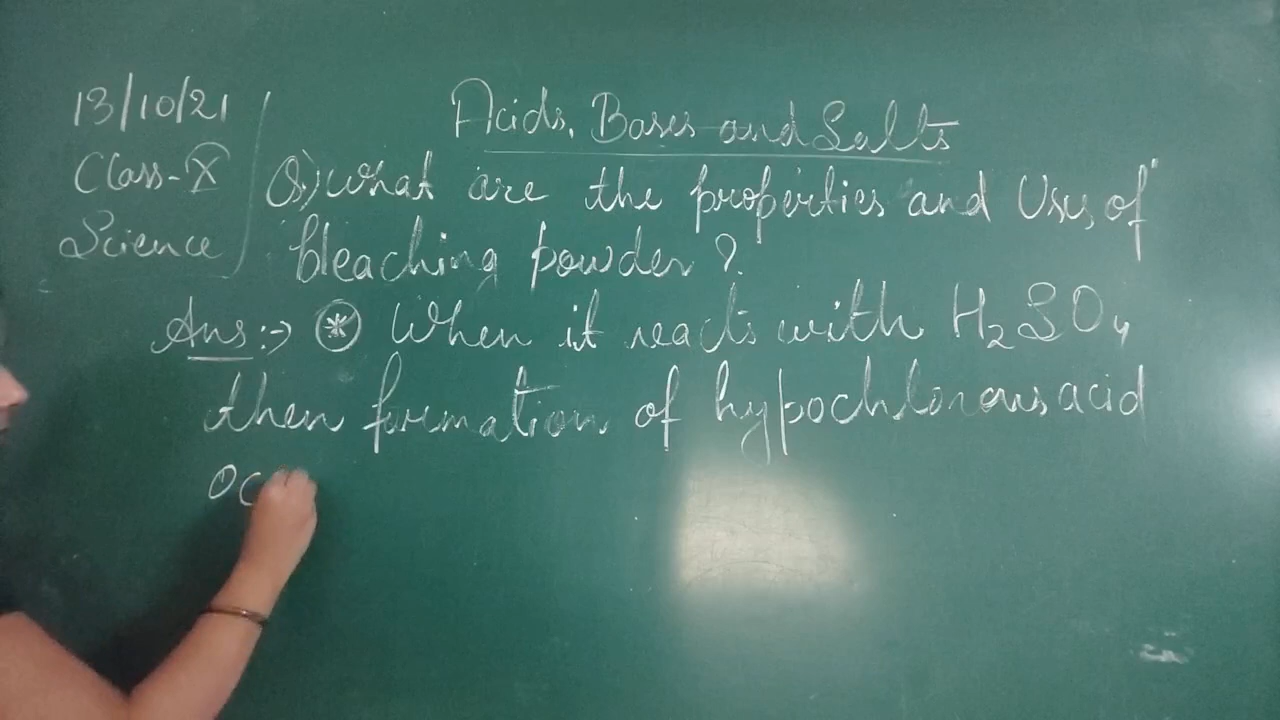 13/10/21
Class-X
Science
Acids, Bases and Salts
Q) What are the properties and Uses of
bleaching powder?
Ans :-> * When it reacts with H₂SO₄
then formation of hypochlorous acid
oc